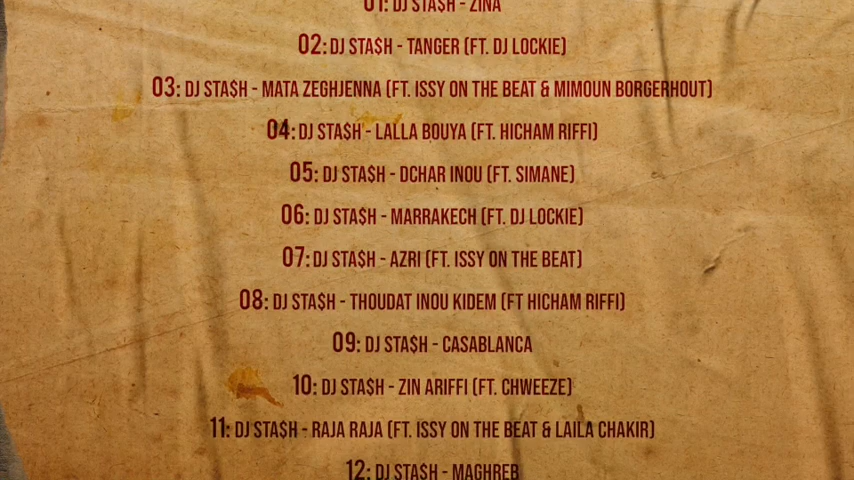 01: DJ STA$H - ZINA
02: DJ STA$H - TANGER (FT. DJ LOCKIE)
03: DJ STA$H - MATA ZEGHJENNA (FT. ISSY ON THE BEAT & MIMOUN BORGERHOUT)
04: DJ STA$H - LALLA BOUYA (FT. HICHAM RIFFI)
05: DJ STA$H - DCHAR INOU (FT. SIMANE)
06: DJ STA$H - MARRAKECH (FT. DJ LOCKIE)
07: DJ STA$H - AZRI (FT. ISSY ON THE BEAT)
08: DJ STA$H - THOUDAT INOU KIDEM (FT HICHAM RIFFI)
09: DJ STA$H - CASABLANCA
10: DJ STA$H - ZIN ARIFFI (FT. CHWEEZE)
11: DJ STA$H - RAJA RAJA (FT. ISSY ON THE BEAT & LAILA CHAKIR)
12: DJ STA$H - MAGHREB